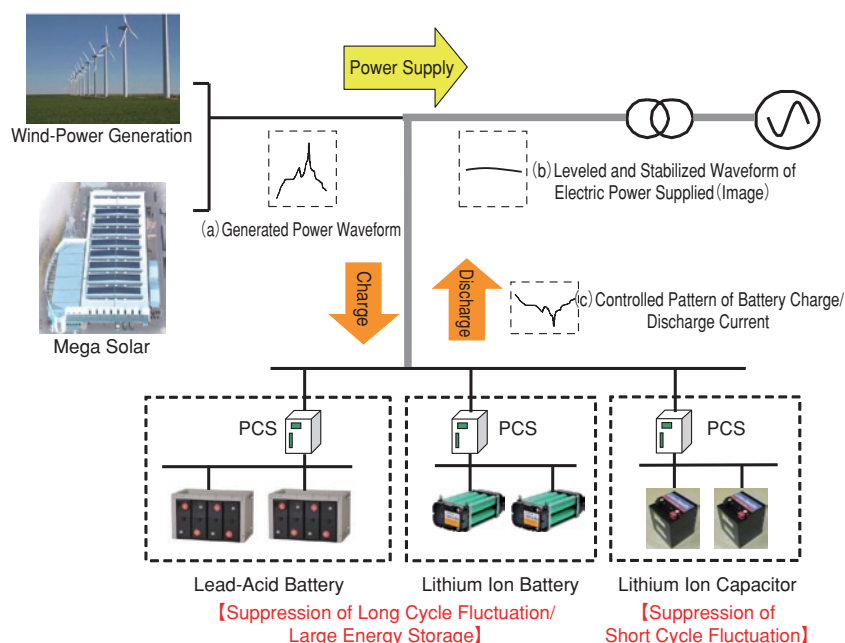 Power Supply
Wind-Power Generation
(a) Generated Power Waveform
(b) Leveled and Stabilized Waveform of
Electric Power Supplied (Image)
Mega Solar
Charge
Discharge
(c) Controlled Pattern of Battery Charge/
Discharge Current
PCS
PCS
PCS
Lead-Acid Battery
Lithium Ion Battery
Lithium Ion Capacitor
【Suppression of Long Cycle Fluctuation/
Large Energy Storage】
【Suppression of
Short Cycle Fluctuation】